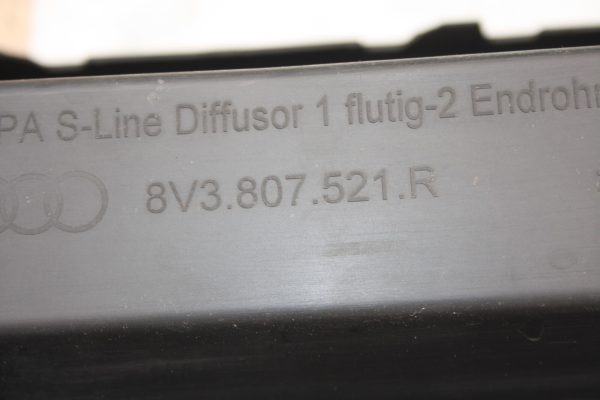 PA S-Line Diffusor 1 flutig-2 Endrohr
8V3.807.521.R